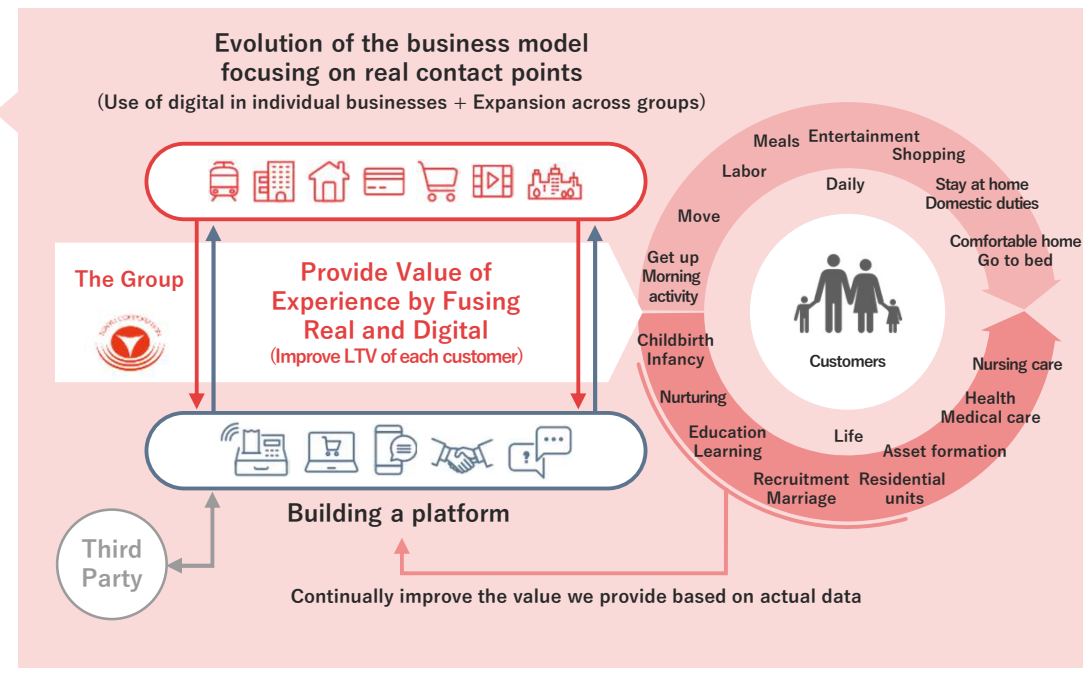 Evolution of the business model
focusing on real contact points
(Use of digital in individual businesses + Expansion across groups)
The Group
TOKYU CORPORATION
Provide Value of
Experience by Fusing
Real and Digital
(Improve LTV of each customer)
Building a platform
Third
Party
Continually improve the value we provide based on actual data
Daily
Get up
Morning
activity
Move
Labor
Meals
Entertainment
Shopping
Stay at home
Domestic duties
Comfortable home
Go to bed
Customers
Life
Childbirth
Infancy
Nurturing
Education
Learning
Recruitment
Marriage
Residential
units
Asset formation
Health
Medical care
Nursing care